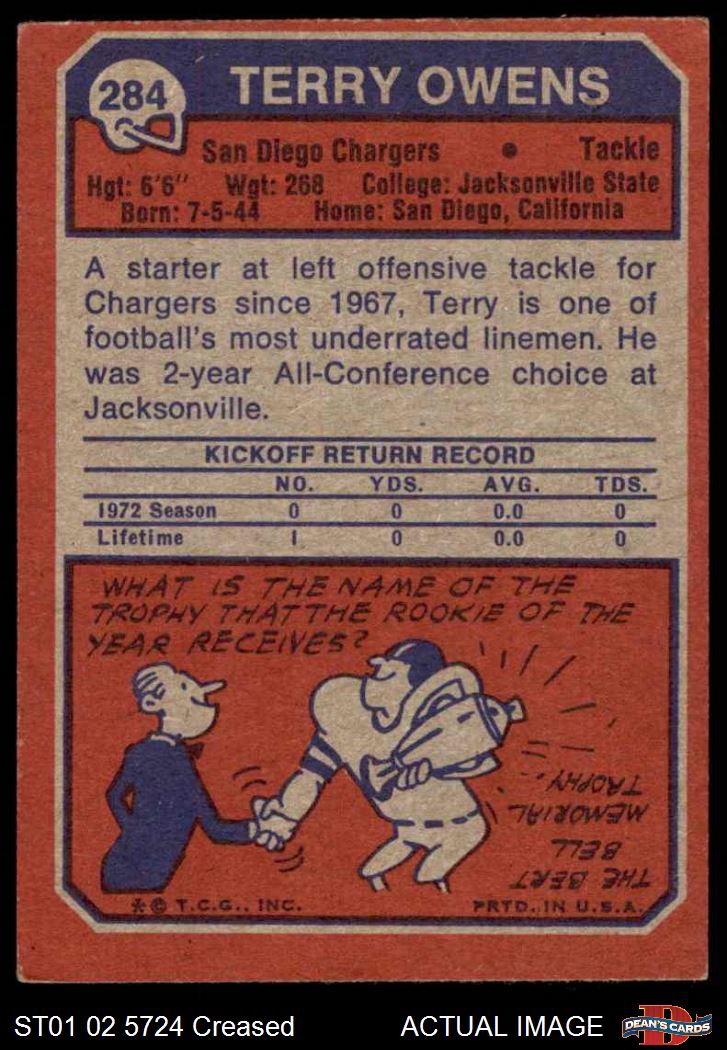 284
TERRY OWENS
San Diego Chargers • Tackle
Hgt: 6'6" Wgt: 268 College: Jacksonville State
Born: 7-5-44 Home: San Diego, California
A starter at left offensive tackle for
Chargers since 1967, Terry is one of
football's most underrated linemen. He
was 2-year All-Conference choice at
Jacksonville.
KICKOFF RETURN RECORD
NO. YDS. AVG. TDS.
1972 Season 0 0 0.0 0
Lifetime 1 0 0.0 0
WHAT IS THE NAME OF THE
TROPHY THAT THE ROOKIE OF THE
YEAR RECEIVES?
THE BERT
BELL
MEMORIAL
TROPHY.
*© T.C.G., INC. PRTD. IN U.S.A.
ST01 02 5724 Creased ACTUAL IMAGE
D
DEAN'S CARDS